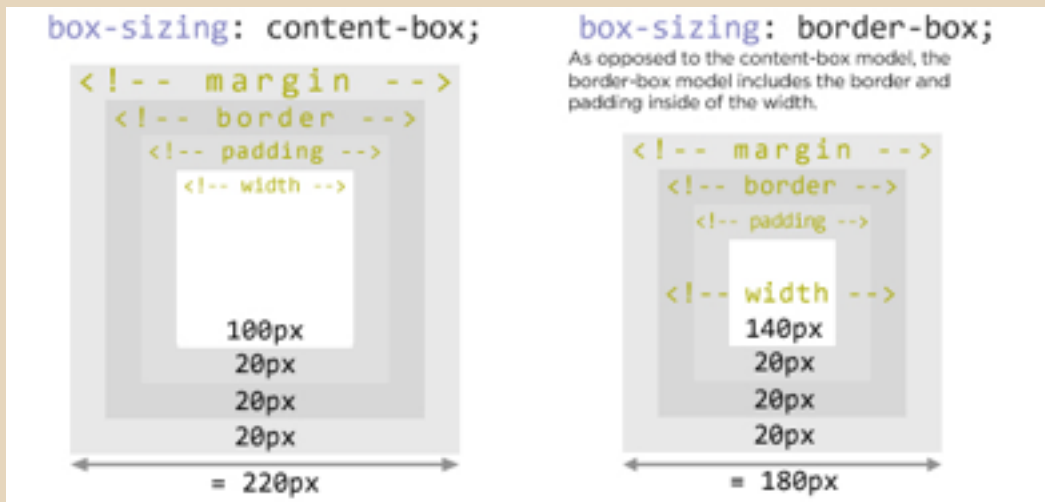 box-sizing: content-box;
<!-- margin -->
<!-- border -->
<!-- padding -->
<!-- width -->
100px
20px
20px
20px
= 220px
box-sizing: border-box;
As opposed to the content-box model, the
border-box model includes the border and
padding inside of the width.
<!-- margin -->
<!-- border -->
<!-- padding -->
<!-- width -->
140px
20px
20px
20px
= 180px